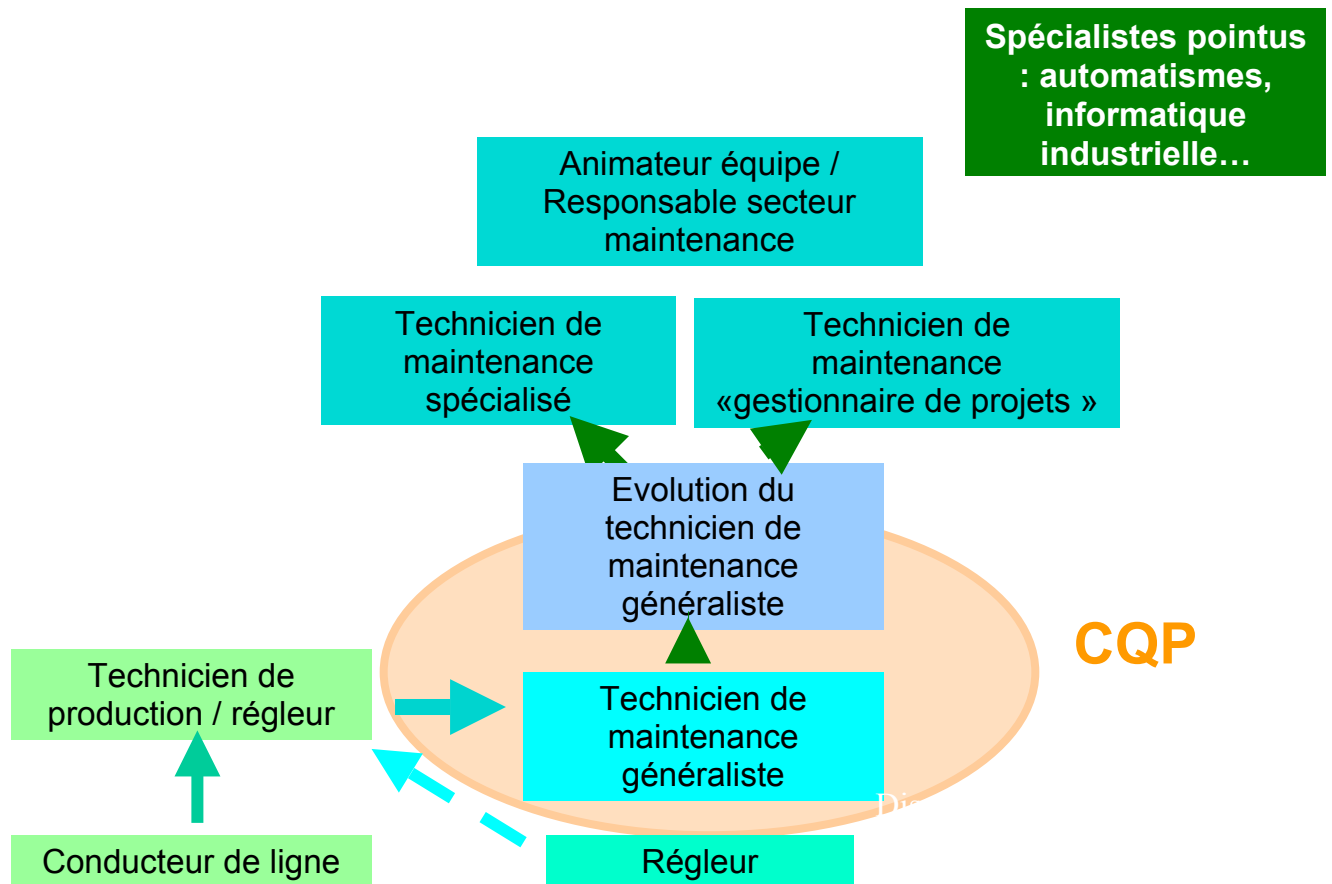 Spécialistes pointus
: automatismes,
informatique
industrielle…
Animateur équipe /
Responsable secteur
maintenance
Technicien de
maintenance
spécialisé
Technicien de
maintenance
«gestionnaire de projets »
Evolution du
technicien de
maintenance
généraliste
CQP
Technicien de
production / régleur
Technicien de
maintenance
généraliste
Conducteur de ligne
Régleur